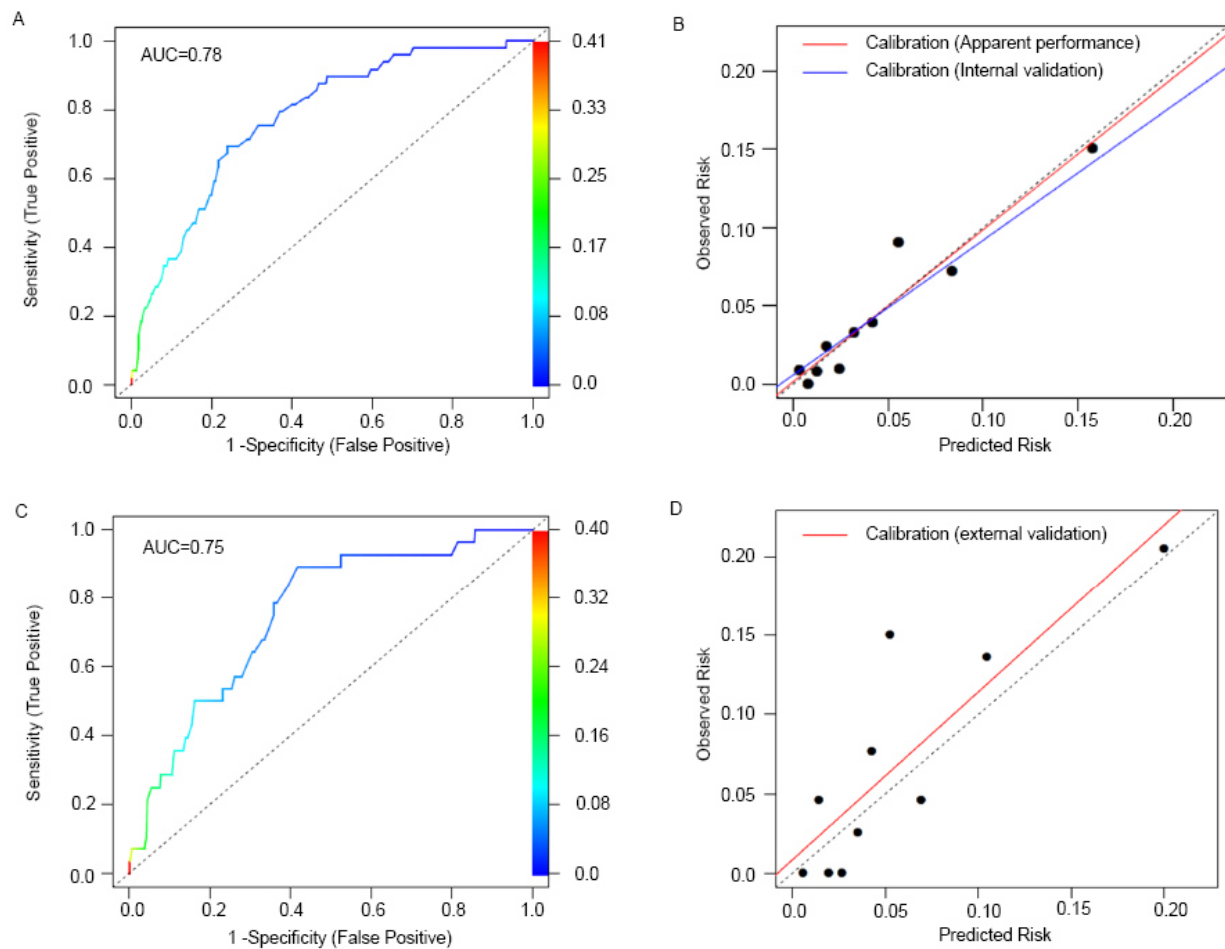 A
AUC=0.78
Sensitivity (True Positive)
1.0
0.8
0.6
0.4
0.2
0.0
0.0 0.2 0.4 0.6 0.8 1.0
1 -Specificity (False Positive)
0.41
0.33
0.25
0.17
0.08
0.0
B
Calibration (Apparent performance)
Calibration (Internal validation)
Observed Risk
0.20
0.15
0.10
0.05
0.0
0.0 0.05 0.10 0.15 0.20
Predicted Risk
C
AUC=0.75
Sensitivity (True Positive)
1.0
0.8
0.6
0.4
0.2
0.0
0.0 0.2 0.4 0.6 0.8 1.0
1 -Specificity (False Positive)
0.40
0.32
0.24
0.16
0.08
0.0
D
Calibration (external validation)
Observed Risk
0.20
0.15
0.10
0.05
0.0
0.0 0.05 0.10 0.15 0.20
Predicted Risk